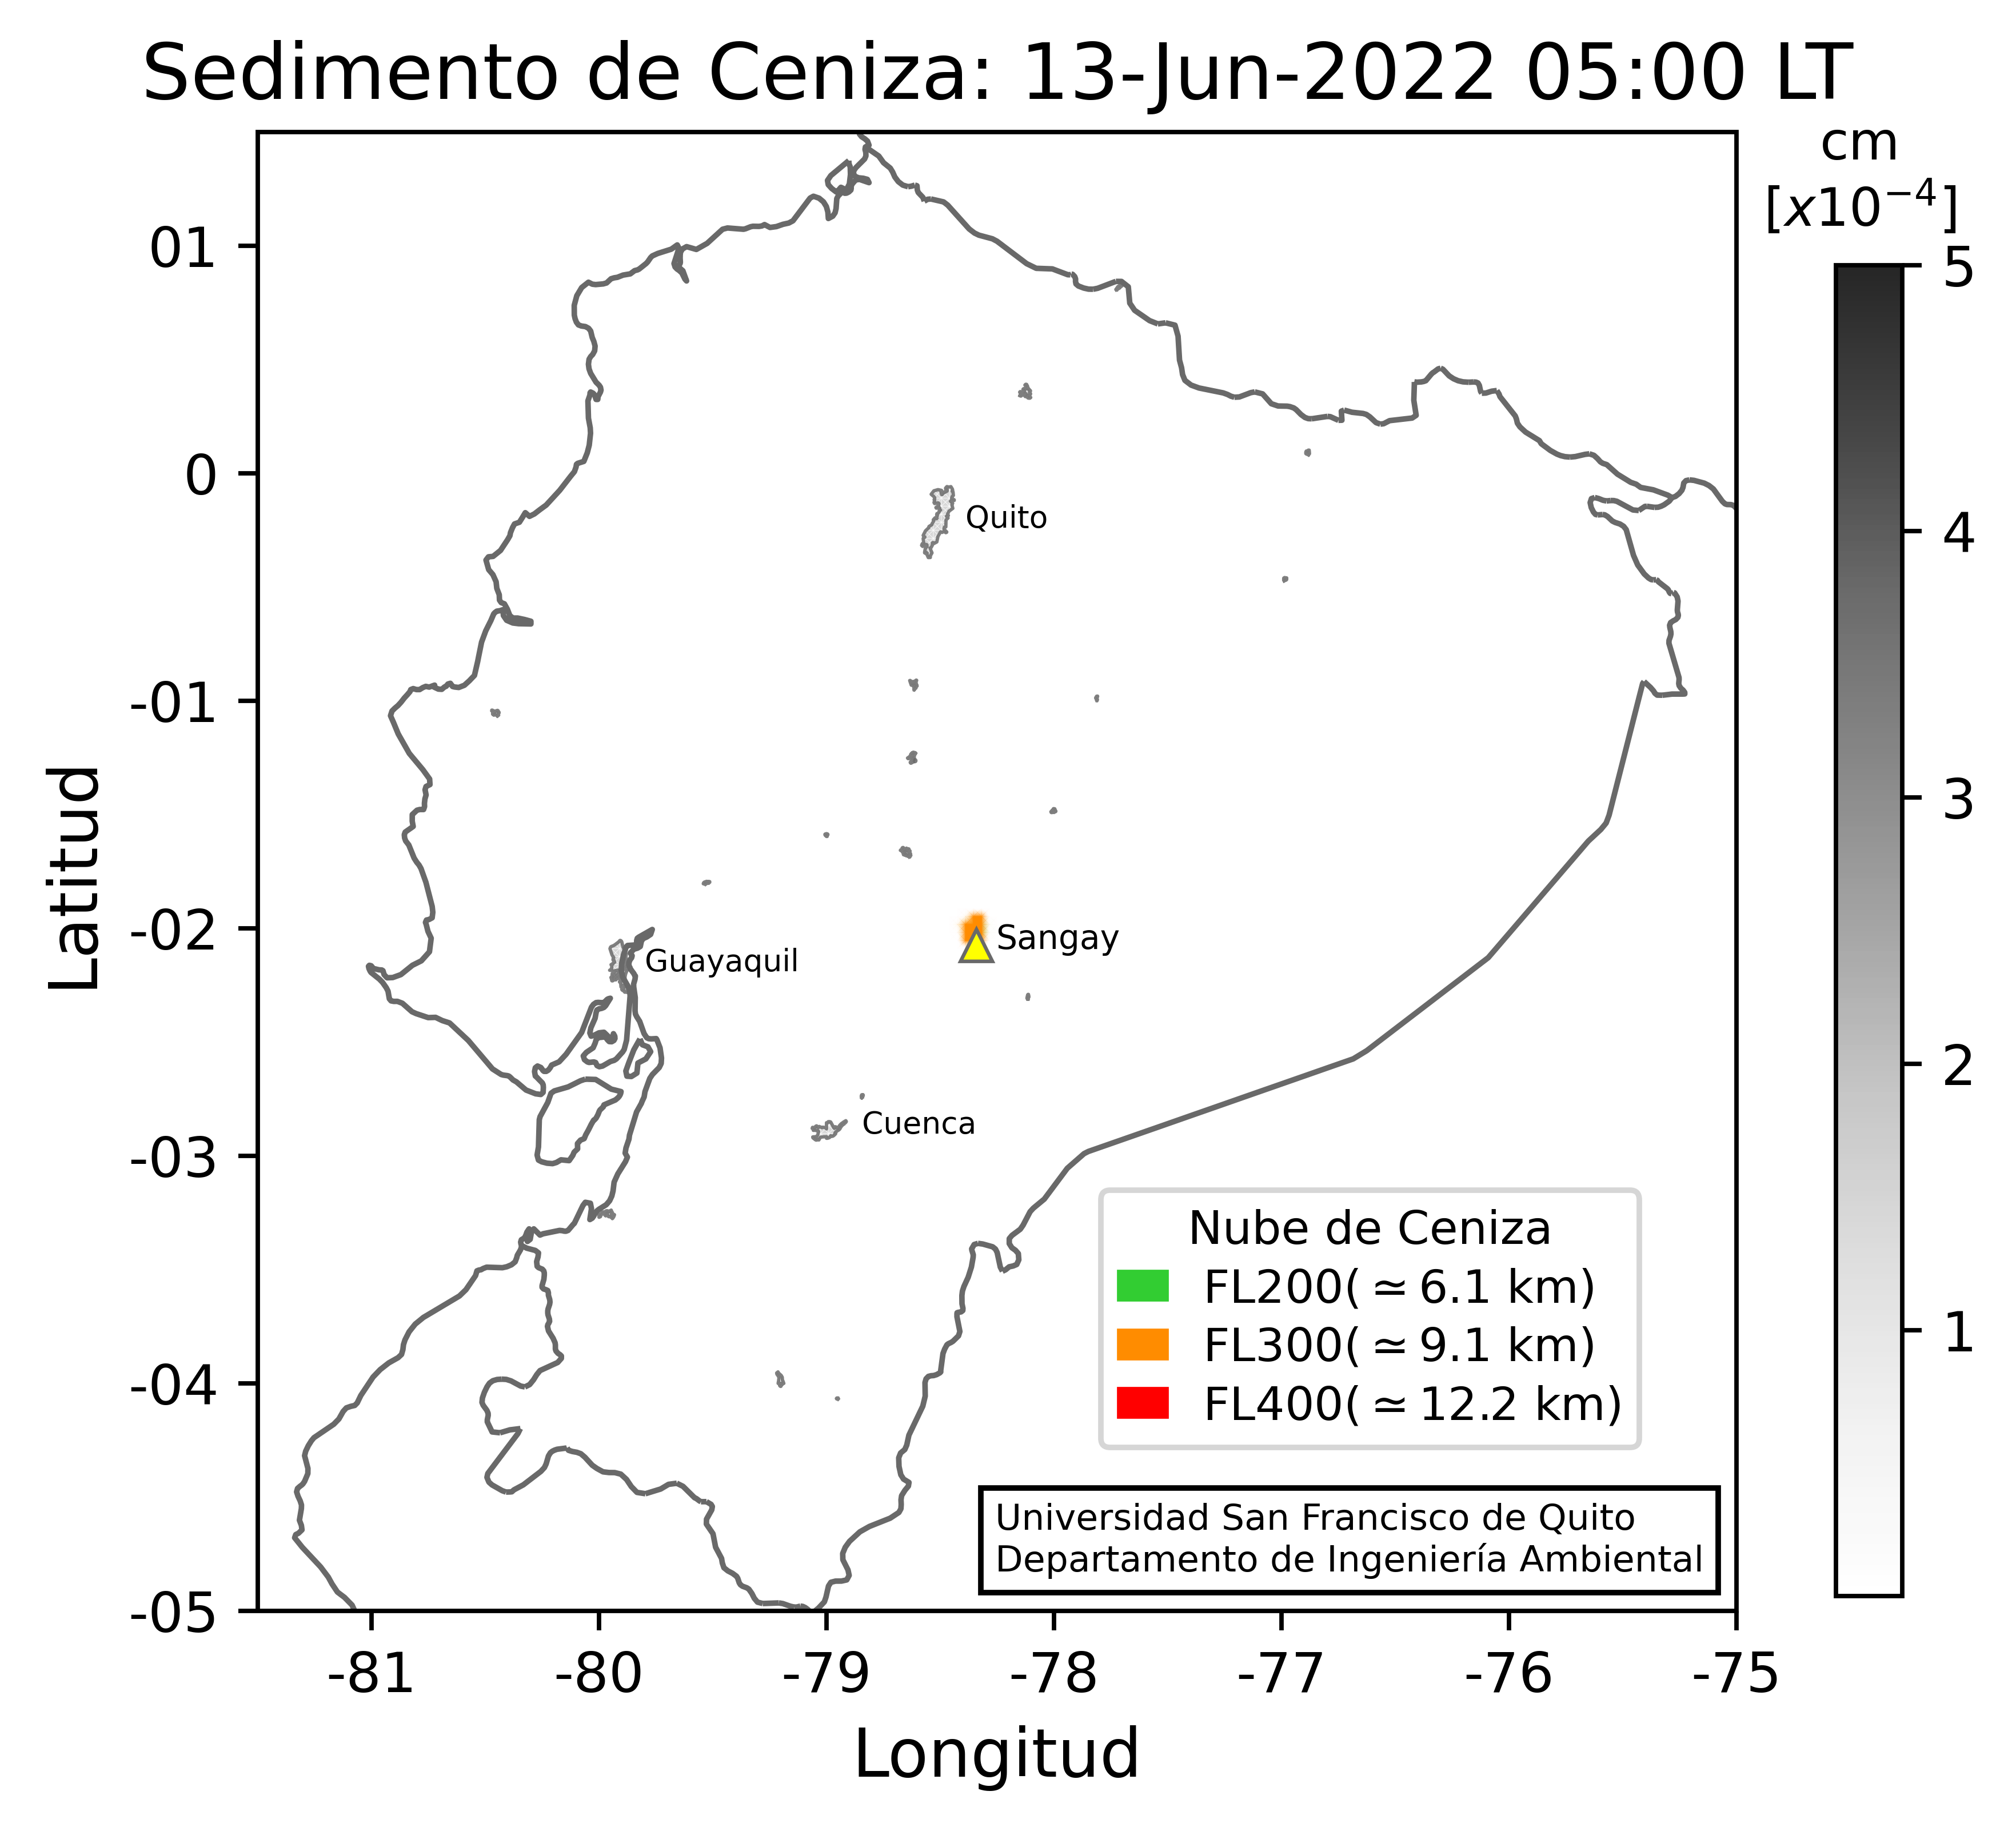 Sedimento de Ceniza: 13-Jun-2022 05:00 LT
cm
[x10⁻⁴]
5
4
3
2
1
01
0
-01
-02
-03
-04
-05
Latitud
Quito
Sangay
Guayaquil
Cuenca
Nube de Ceniza
FL200(≃6.1 km)
FL300(≃9.1 km)
FL400(≃12.2 km)
Universidad San Francisco de Quito
Departamento de Ingeniería Ambiental
-81 -80 -79 -78 -77 -76 -75
Longitud